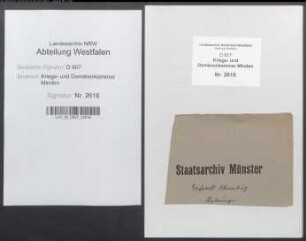 Landesarchiv NRW
Abteilung Westfalen
Bestands-Signatur: D 607
Bestand: Kriegs- und Domänenkammer
Minden
Signatur: Nr. 2618
Landesarchiv Nordrhein-Westfalen
D 607
Kriegs- und
Domänenkammer Minden
Nr. 2618
Staatsarchiv Münster